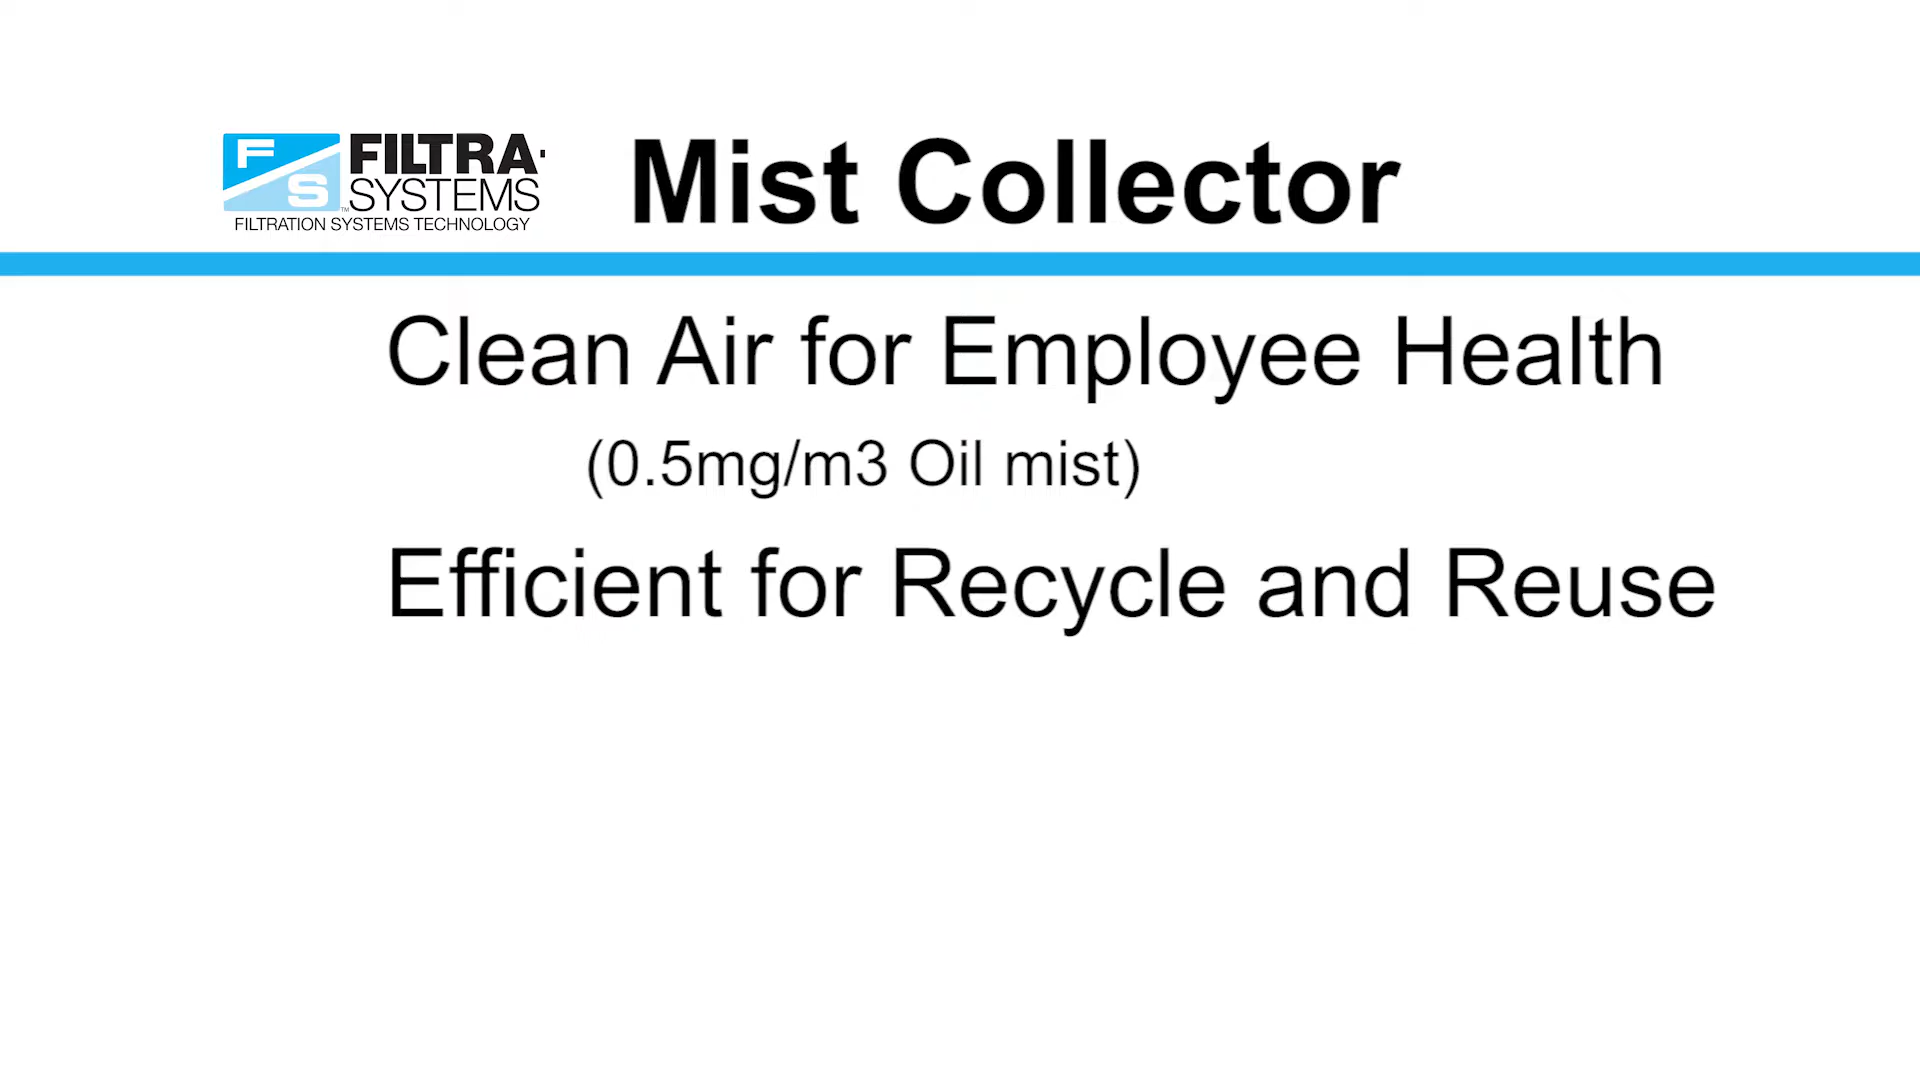 FS
FILTRA·
SYSTEMS™
FILTRATION SYSTEMS TECHNOLOGY
Mist Collector
Clean Air for Employee Health
(0.5mg/m3 Oil mist)
Efficient for Recycle and Reuse